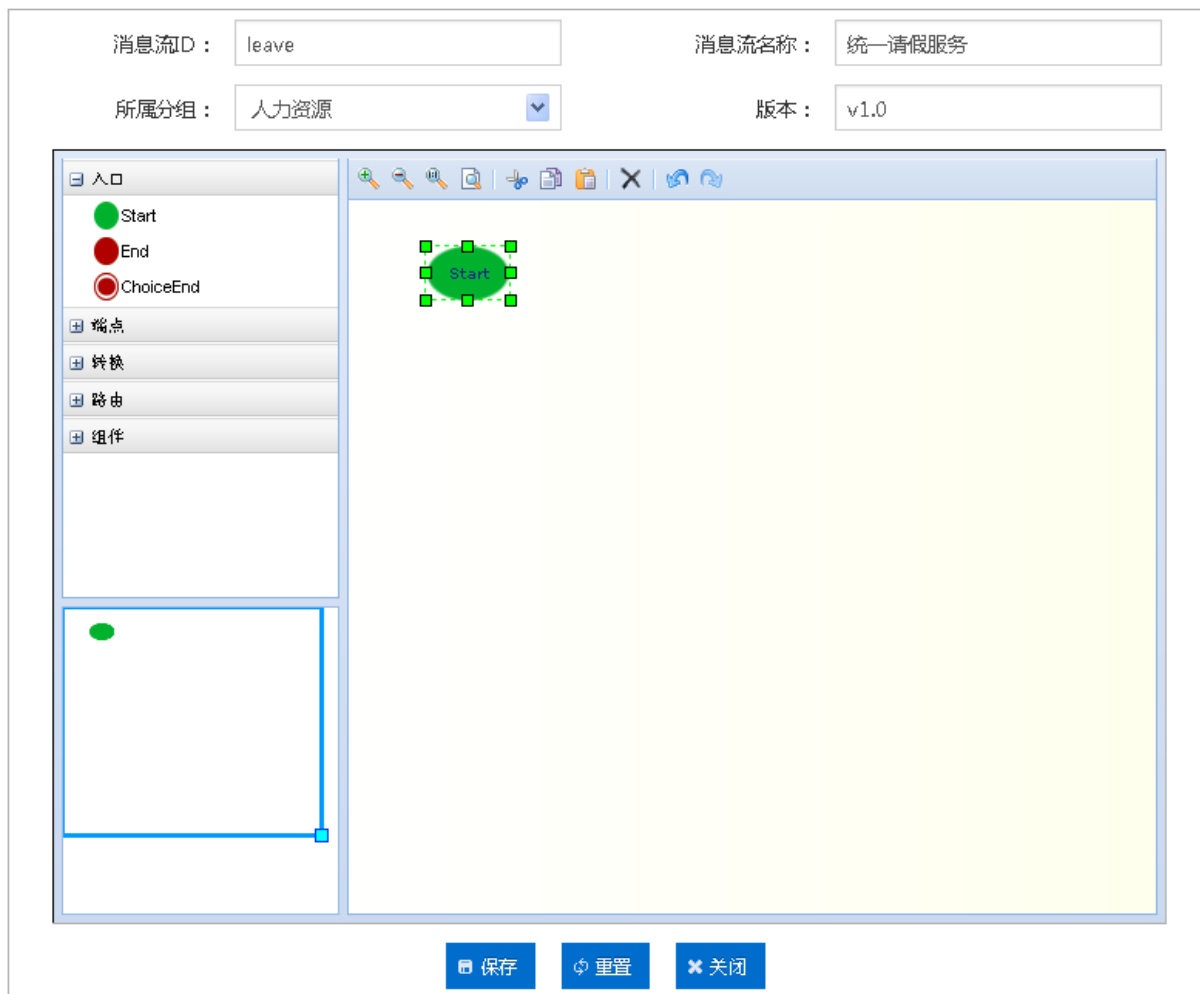 消息流ID： leave 消息流名称： 统一请假服务
所属分组： 人力资源 版本： v1.0
入口
Start
End
ChoiceEnd
端点
转换
路由
组件
Start
保存 重置 关闭